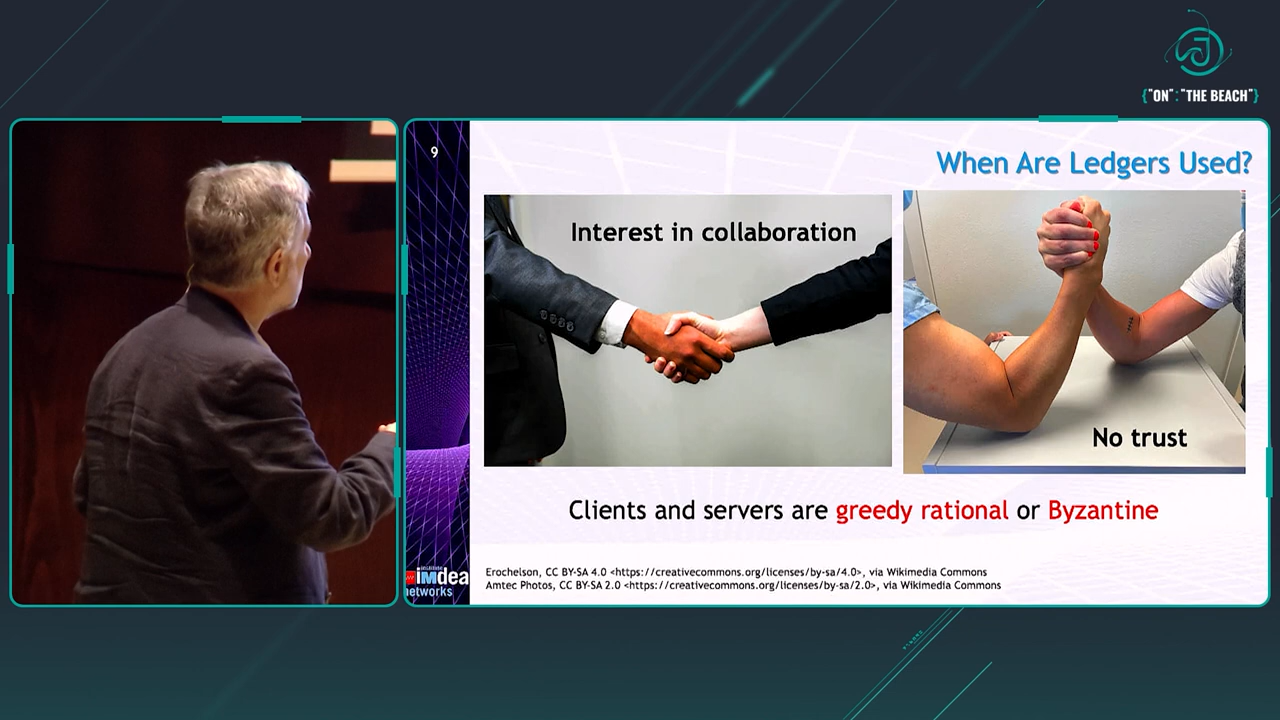 {"ON":"THE BEACH"}
9
When Are Ledgers Used?
Interest in collaboration
No trust
Clients and servers are greedy rational or Byzantine
Erochelson, CC BY-SA 4.0 <https://creativecommons.org/licenses/by-sa/4.0>, via Wikimedia Commons
Amtec Photos, CC BY-SA 2.0 <https://creativecommons.org/licenses/by-sa/2.0>, via Wikimedia Commons
imdea
networks